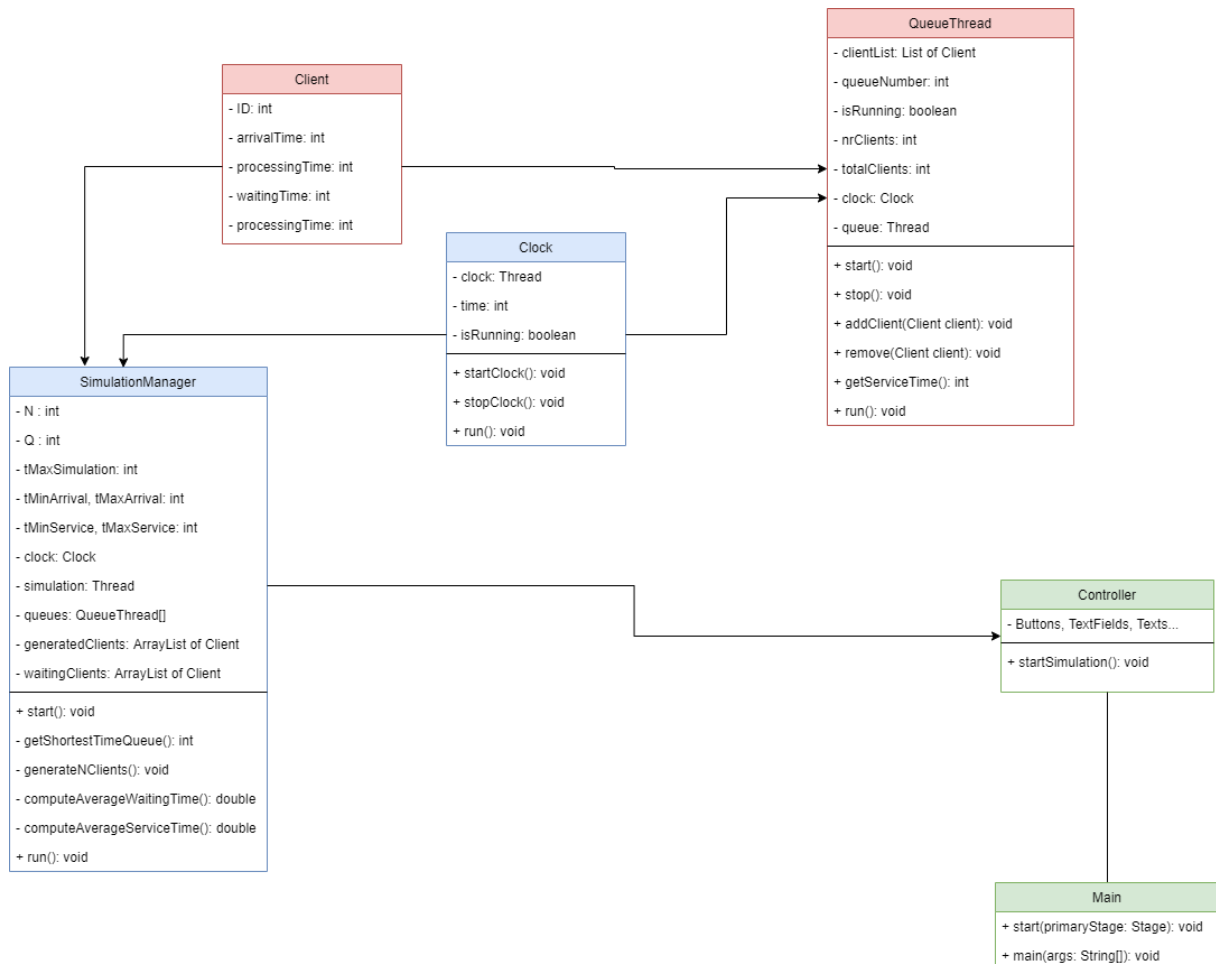 QueueThread
- clientList: List of Client
- queueNumber: int
- isRunning: boolean
- nrClients: int
- totalClients: int
- clock: Clock
- queue: Thread
+ start(): void
+ stop(): void
+ addClient(Client client): void
+ remove(Client client): void
+ getServiceTime(): int
+ run(): void
Client
- ID: int
- arrivalTime: int
- processingTime: int
- waitingTime: int
- processingTime: int
Clock
- clock: Thread
- time: int
- isRunning: boolean
+ startClock(): void
+ stopClock(): void
+ run(): void
SimulationManager
- N : int
- Q : int
- tMaxSimulation: int
- tMinArrival, tMaxArrival: int
- tMinService, tMaxService: int
- clock: Clock
- simulation: Thread
- queues: QueueThread[]
- generatedClients: ArrayList of Client
- waitingClients: ArrayList of Client
+ start(): void
- getShortestTimeQueue(): int
- generateNClients(): void
- computeAverageWaitingTime(): double
- computeAverageServiceTime(): double
+ run(): void
Controller
- Buttons, TextFields, Texts...
+ startSimulation(): void
Main
+ start(primaryStage: Stage): void
+ main(args: String[]): void